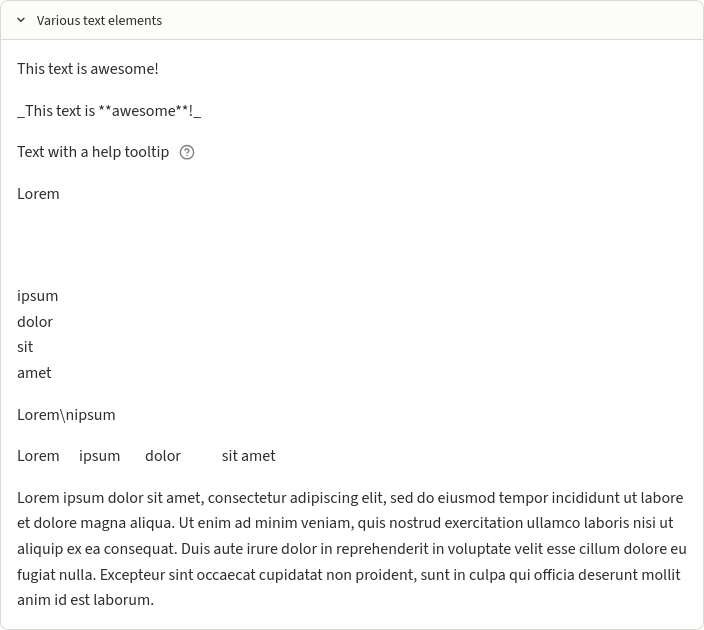 Various text elements
This text is awesome!
_This text is **awesome**!_
Text with a help tooltip
Lorem
ipsum
dolor
sit
amet
Lorem\nipsum
Lorem    ipsum     dolor         sit amet
Lorem ipsum dolor sit amet, consectetur adipiscing elit, sed do eiusmod tempor incididunt ut labore
et dolore magna aliqua. Ut enim ad minim veniam, quis nostrud exercitation ullamco laboris nisi ut
aliquip ex ea consequat. Duis aute irure dolor in reprehenderit in voluptate velit esse cillum dolore eu
fugiat nulla. Excepteur sint occaecat cupidatat non proident, sunt in culpa qui officia deserunt mollit
anim id est laborum.